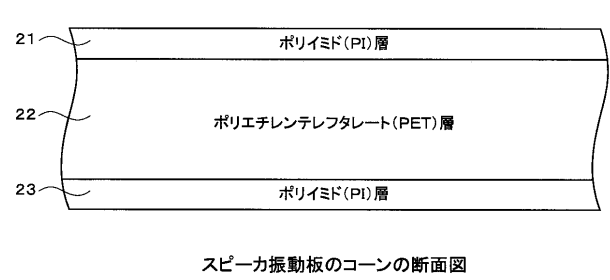 21
ポリイミド(PI)層
22
ポリエチレンテレフタレート(PET)層
23
ポリイミド(PI)層
スピーカ振動板のコーンの断面図